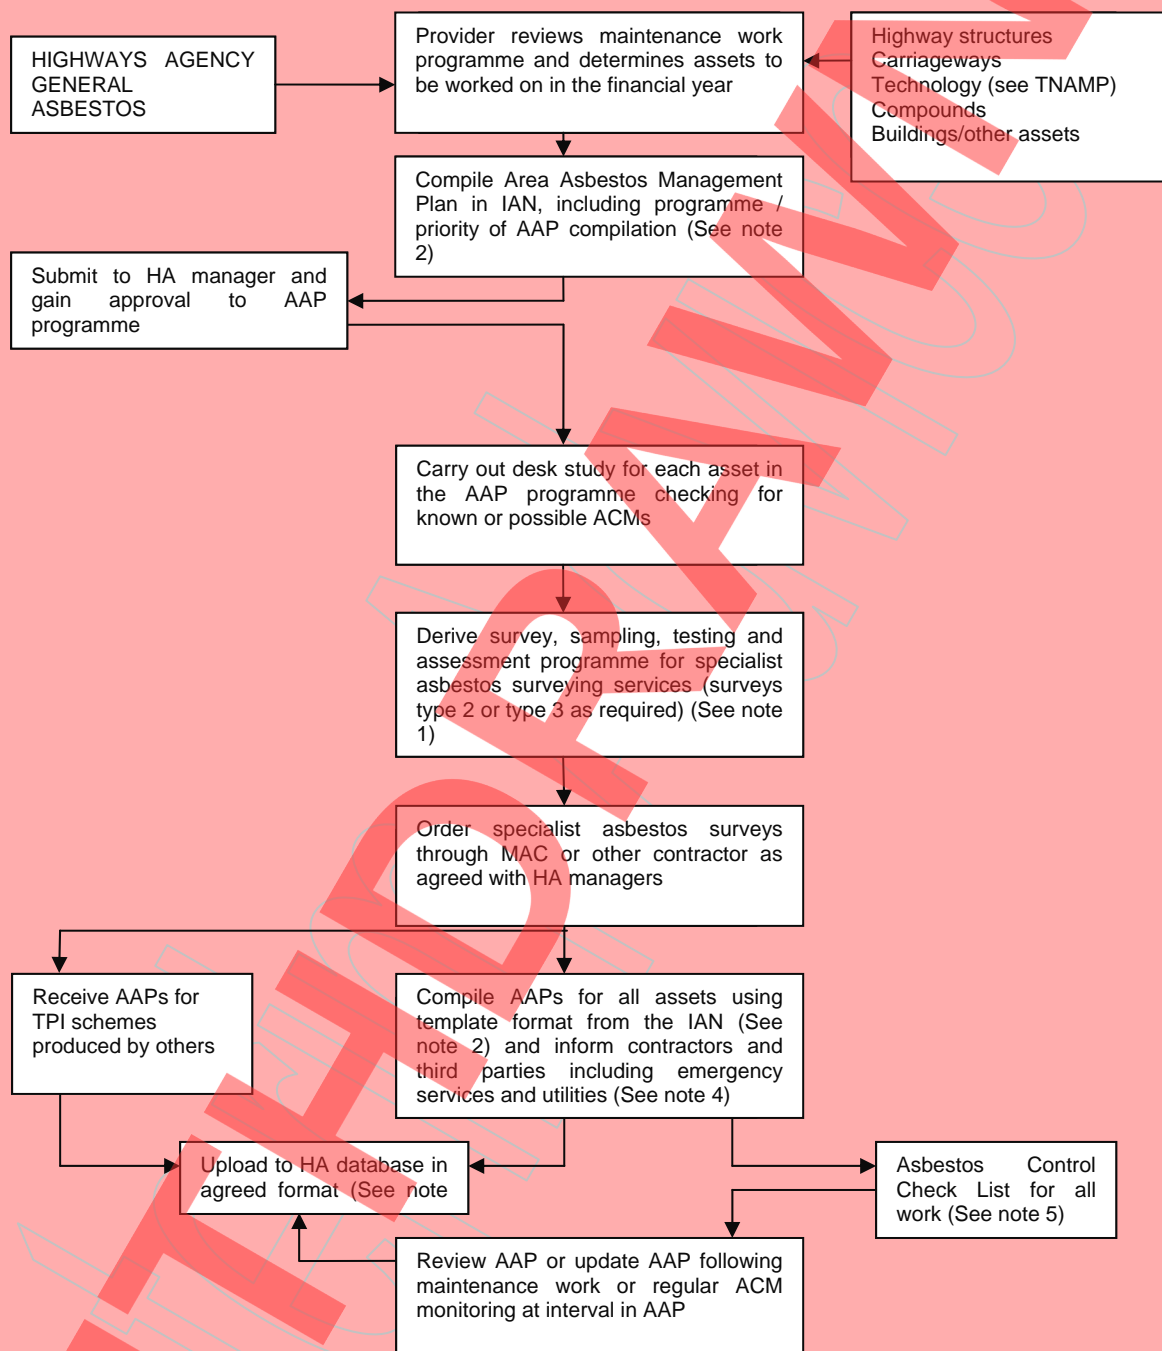 HIGHWAYS AGENCY
GENERAL
ASBESTOS
Provider reviews maintenance work
programme and determines assets to
be worked on in the financial year
Highway structures
Carriageways
Technology (see TNAMP)
Compounds
Buildings/other assets
Compile Area Asbestos Management
Plan in IAN, including programme /
priority of AAP compilation (See note
2)
Submit to HA manager and
gain approval to AAP
programme
Carry out desk study for each asset in
the AAP programme checking for
known or possible ACMs
Derive survey, sampling, testing and
assessment programme for specialist
asbestos surveying services (surveys
type 2 or type 3 as required) (See note
1)
Order specialist asbestos surveys
through MAC or other contractor as
agreed with HA managers
Receive AAPs for
TPI schemes
produced by others
Compile AAPs for all assets using
template format from the IAN (See
note 2) and inform contractors and
third parties including emergency
services and utilities (See note 4)
Upload to HA database in
agreed format (See note
Asbestos Control
Check List for all
work (See note 5)
Review AAP or update AAP following
maintenance work or regular ACM
monitoring at interval in AAP
THDRAWN